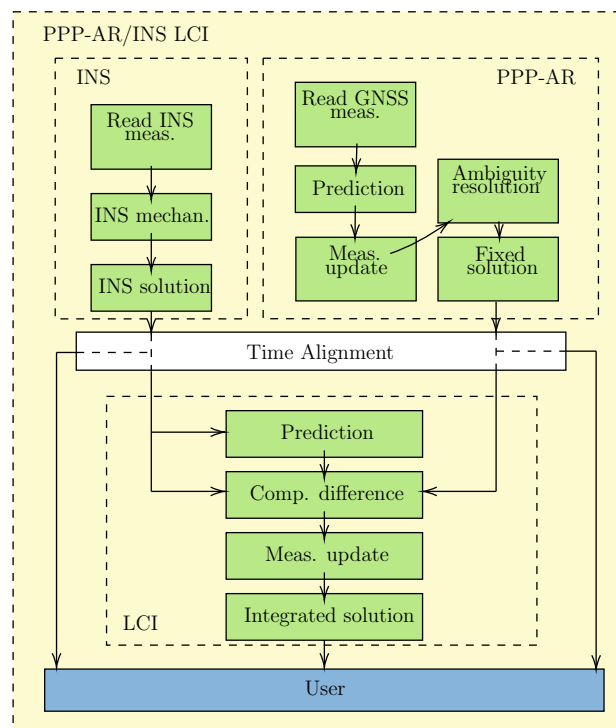 PPP-AR/INS LCI
INS
Read INS
meas.
INS mechan.
INS solution
PPP-AR
Read GNSS
meas.
Prediction
Meas.
update
Ambiguity
resolution
Fixed
solution
Time Alignment
Prediction
Comp. difference
Meas. update
Integrated solution
LCI
User